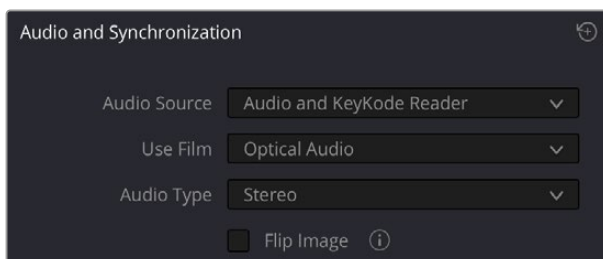 Audio and Synchronization
Audio Source Audio and KeyKode Reader
Use Film Optical Audio
Audio Type Stereo
Flip Image